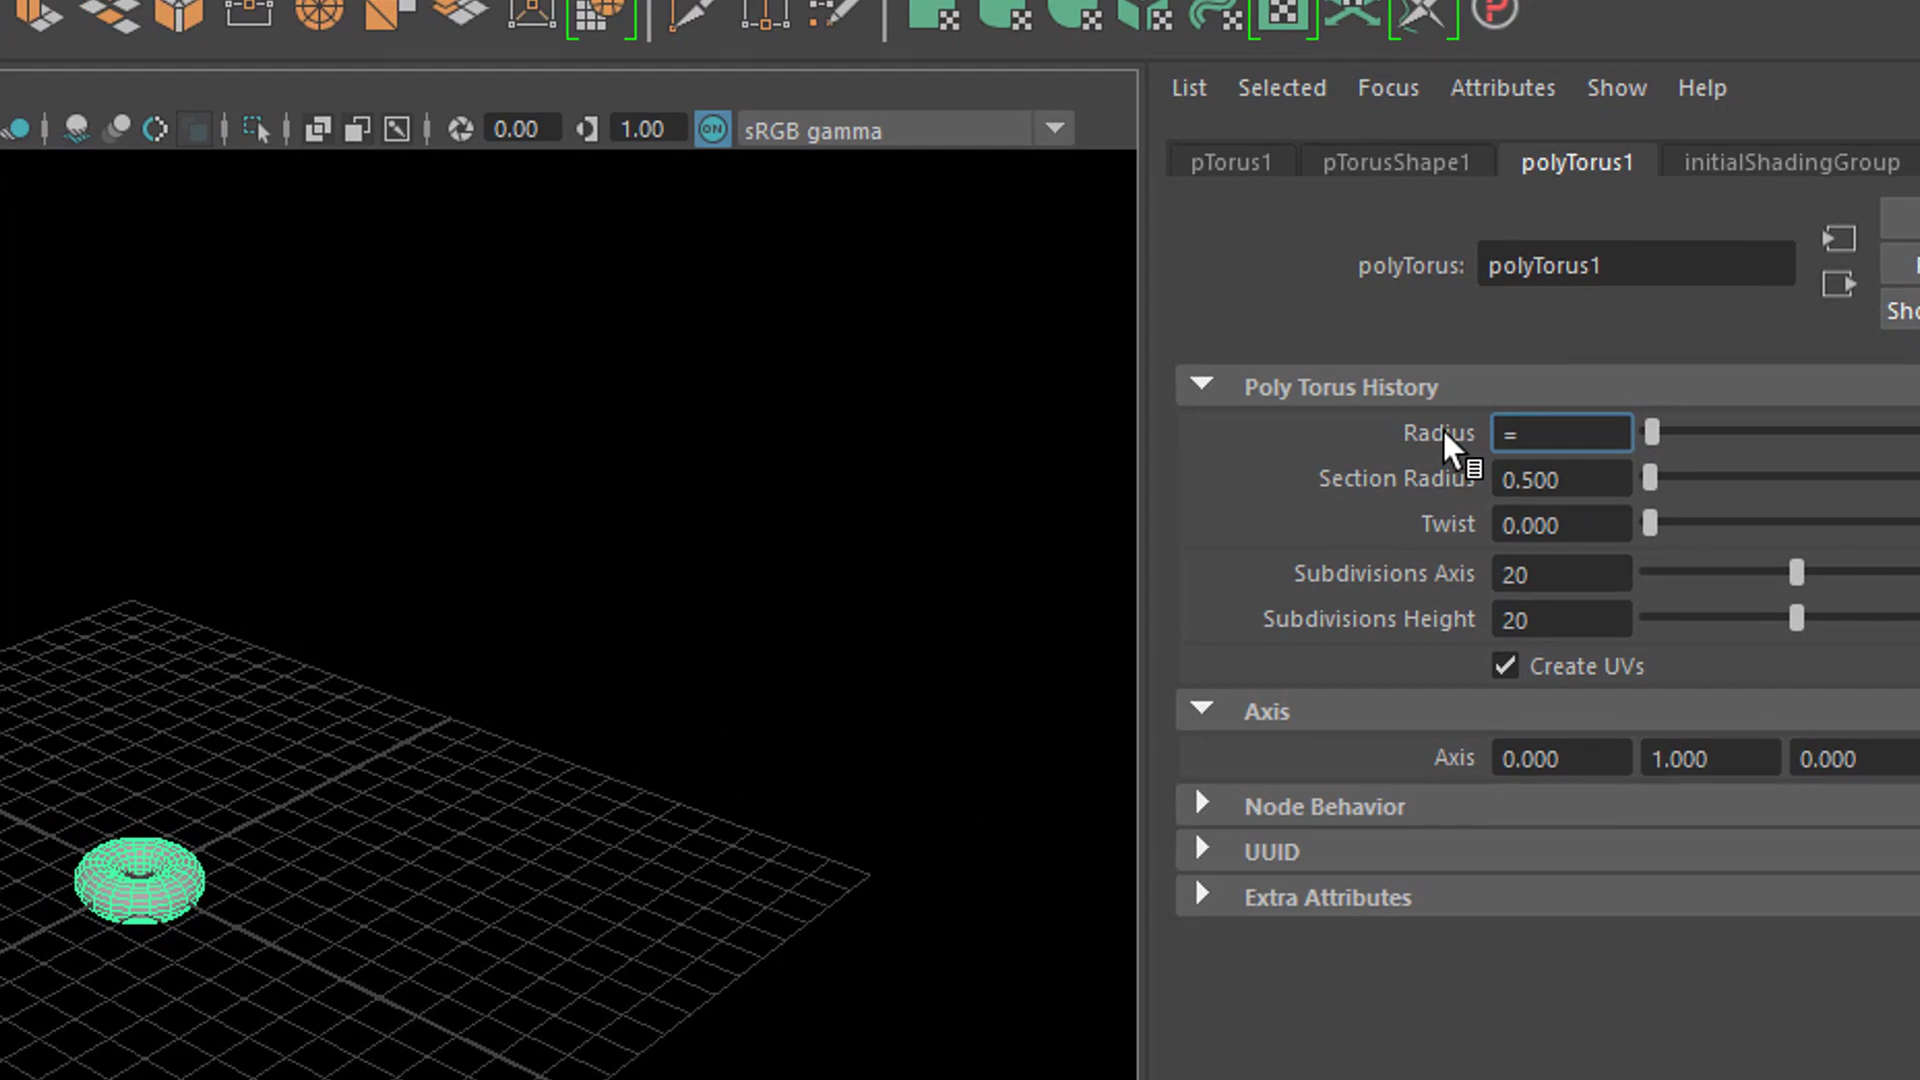 P
List Selected Focus Attributes Show Help
0.00 1.00 ON sRGB gamma
pTorus1 pTorusShape1 polyTorus1 initialShadingGroup
polyTorus: polyTorus1
Sho
Poly Torus History
Radius =
Section Radius 0.500
Twist 0.000
Subdivisions Axis 20
Subdivisions Height 20
Create UVs
Axis
Axis 0.000 1.000 0.000
Node Behavior
UUID
Extra Attributes